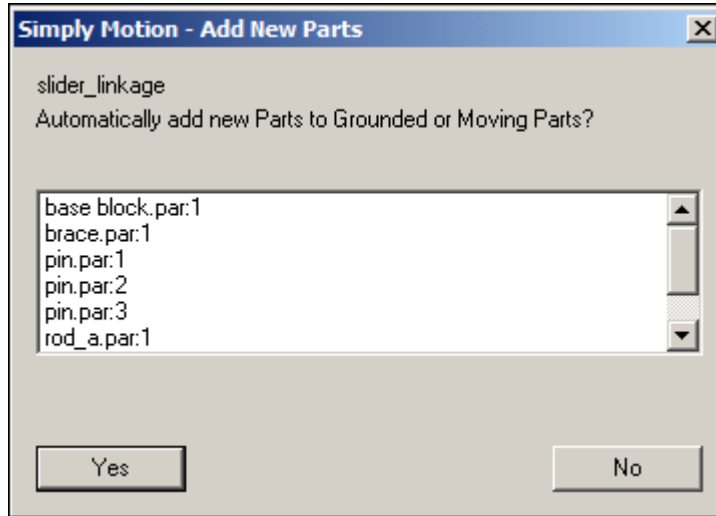 Simply Motion - Add New Parts
slider_linkage
Automatically add new Parts to Grounded or Moving Parts?
base block.par:1
brace.par:1
pin.par:1
pin.par:2
pin.par:3
rod_a.par:1
Yes
No